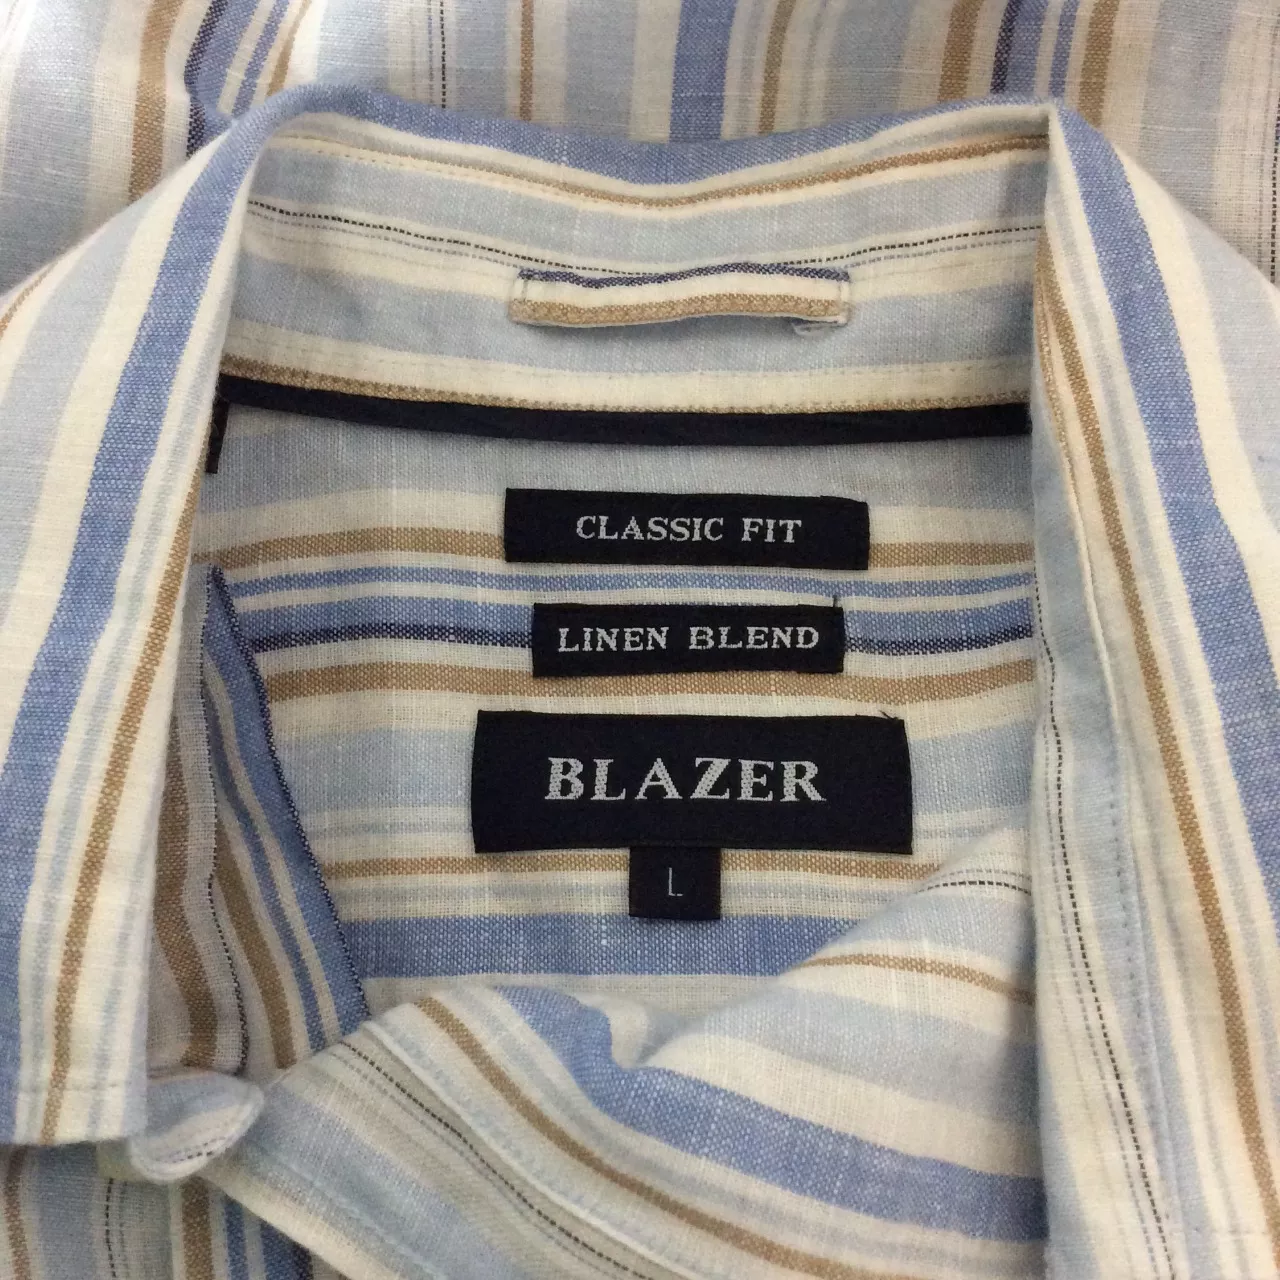 CLASSIC FIT
LINEN BLEND
BLAZER
L